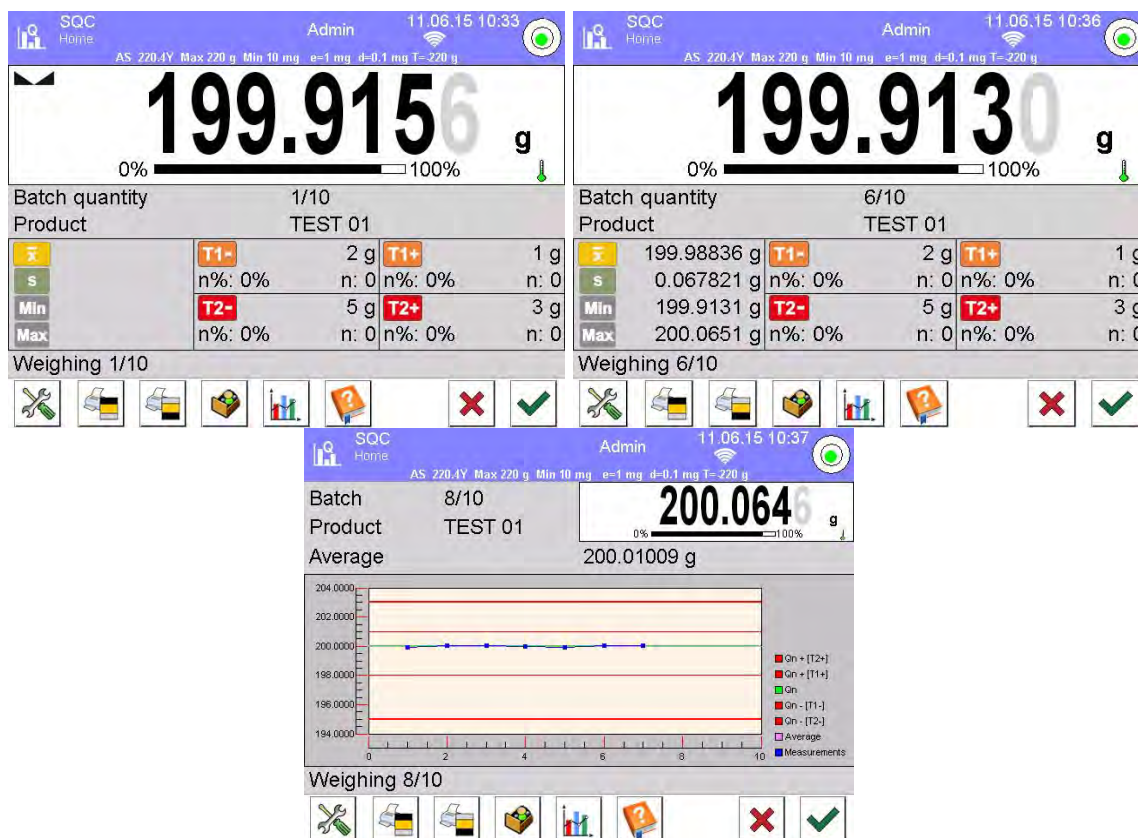 SQC
Home
Admin
11.06.15 10:33
AS 220.4Y Max 220 g Min 10 mg e=1 mg d=0.1 mg T=-220 g
199.9156 g
0% 100%
Batch quantity 1/10
Product TEST 01
x T1- 2 g T1+ 1 g
s n%: 0% n: 0 n%: 0% n: 0
Min T2- 5 g T2+ 3 g
Max n%: 0% n: 0 n%: 0% n: 0
Weighing 1/10
SQC
Home
Admin
11.06.15 10:36
AS 220.4Y Max 220 g Min 10 mg e=1 mg d=0.1 mg T=-220 g
199.9130 g
0% 100%
Batch quantity 6/10
Product TEST 01
x 199.98836 g T1- 2 g T1+ 1 g
s 0.067821 g n%: 0% n: 0 n%: 0% n: 0
Min 199.9131 g T2- 5 g T2+ 3 g
Max 200.0651 g n%: 0% n: 0 n%: 0% n: 0
Weighing 6/10
SQC
Home
Admin
11.06.15 10:37
AS 220.4Y Max 220 g Min 10 mg e=1 mg d=0.1 mg T=-220 g
Batch 8/10
Product TEST 01
200.0646 g
0% 100%
Average 200.01009 g
204.0000
202.0000
200.0000
198.0000
196.0000
194.0000
0 2 4 6 8 10
Qn + [T2+]
Qn + [T1+]
Qn
Qn - [T1-]
Qn - [T2-]
Average
Measurements
Weighing 8/10